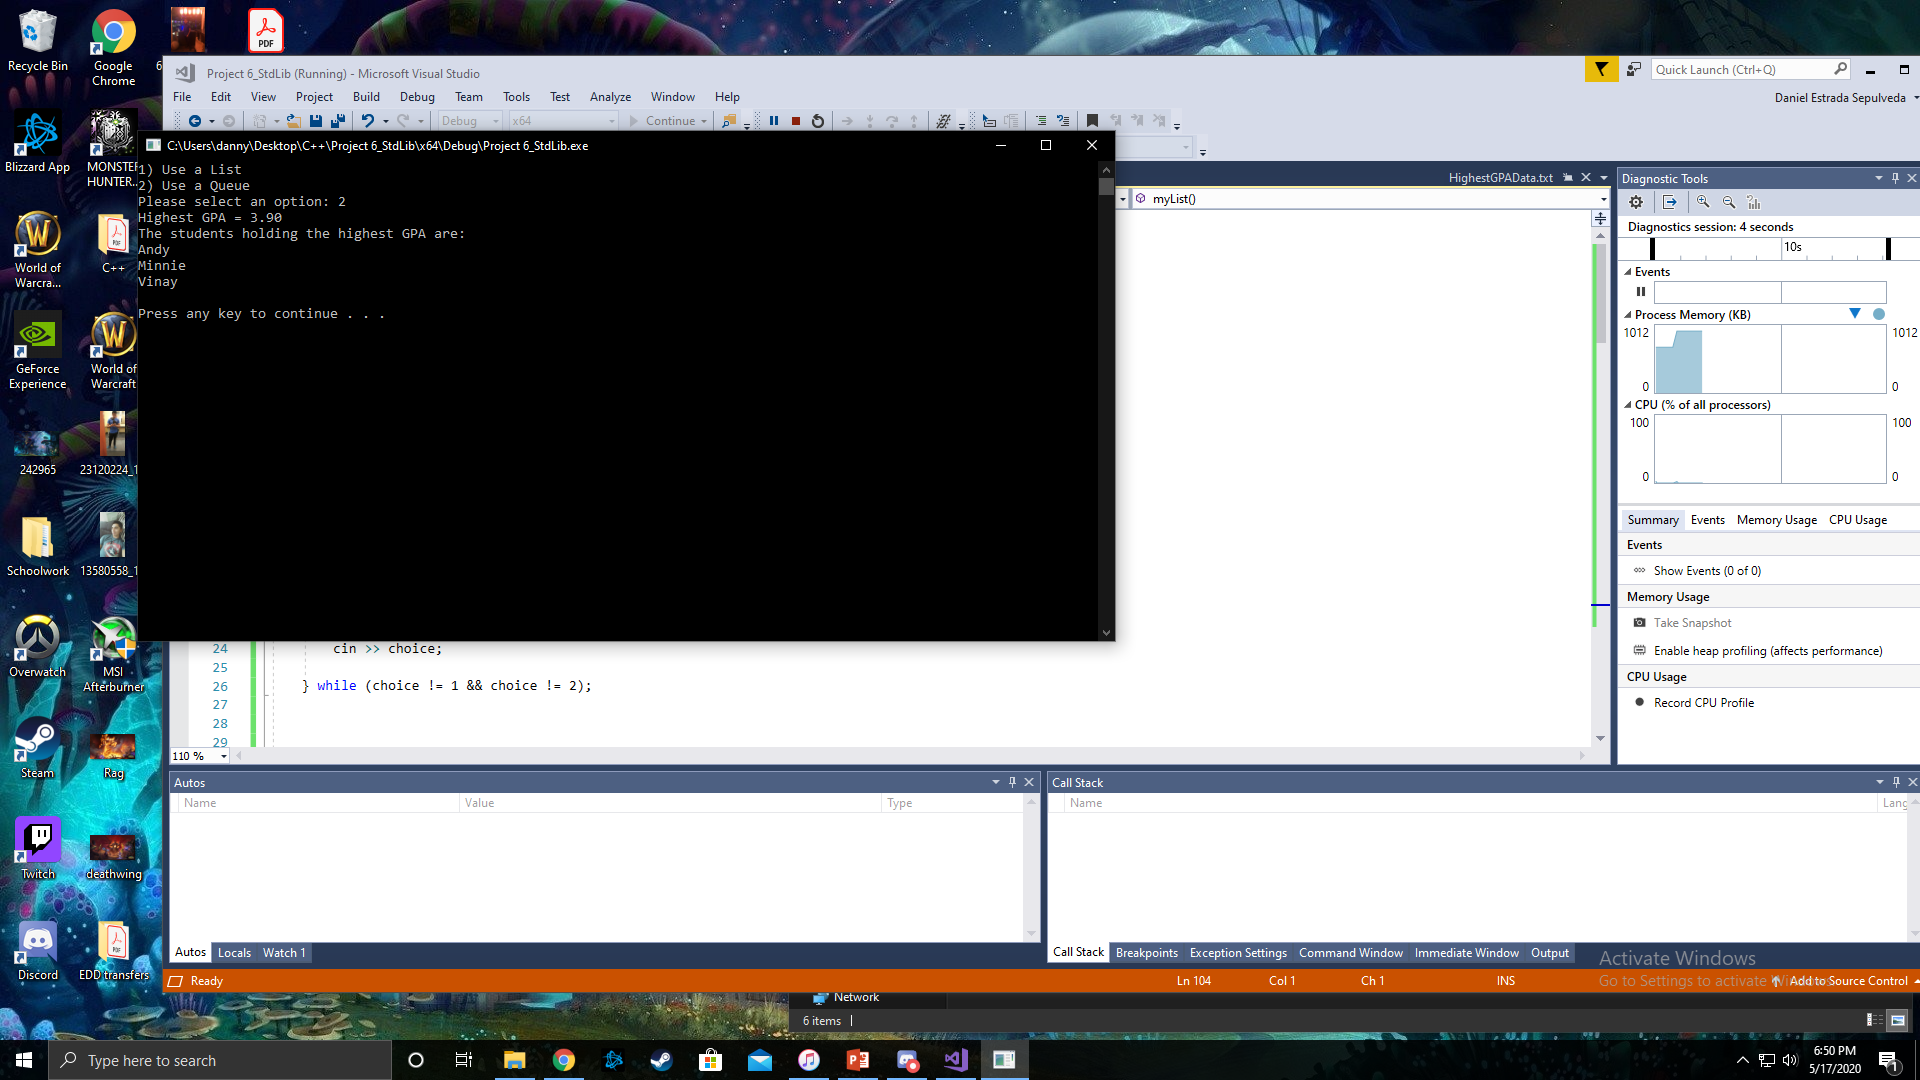 Recycle Bin
Google Chrome
6
PDF
Blizzard App
MONSTER HUNTER...
World of Warcra...
C++
GeForce Experience
World of Warcraft
242965
23120224_1
Schoolwork
13580558_1
Overwatch
MSI Afterburner
Steam
Rag
Twitch
deathwing
Discord
EDD transfers
Project 6_StdLib (Running) - Microsoft Visual Studio
Quick Launch (Ctrl+Q)
File Edit View Project Build Debug Team Tools Test Analyze Window Help
Daniel Estrada Sepulveda
Debug x64 Continue
C:\Users\danny\Desktop\C++\Project 6_StdLib\x64\Debug\Project 6_StdLib.exe
1) Use a List
2) Use a Queue
Please select an option: 2
Highest GPA = 3.90
The students holding the highest GPA are:
Andy
Minnie
Vinay
Press any key to continue . . .
HighestGPAData.txt
myList()
24 cin >> choice;
25
26 } while (choice != 1 && choice != 2);
27
28
29
110 %
Diagnostic Tools
Diagnostics session: 4 seconds
10s
Events
Process Memory (KB)
1012 1012
0 0
CPU (% of all processors)
100 100
0 0
Summary Events Memory Usage CPU Usage
Events
Show Events (0 of 0)
Memory Usage
Take Snapshot
Enable heap profiling (affects performance)
CPU Usage
Record CPU Profile
Autos
Name Value Type
Autos Locals Watch 1
Call Stack
Name Lang
Call Stack Breakpoints Exception Settings Command Window Immediate Window Output
Activate Windows
Go to Settings to activate Windows.
Ready Ln 104 Col 1 Ch 1 INS Add to Source Control
Network
6 items
Type here to search
6:50 PM
5/17/2020
1